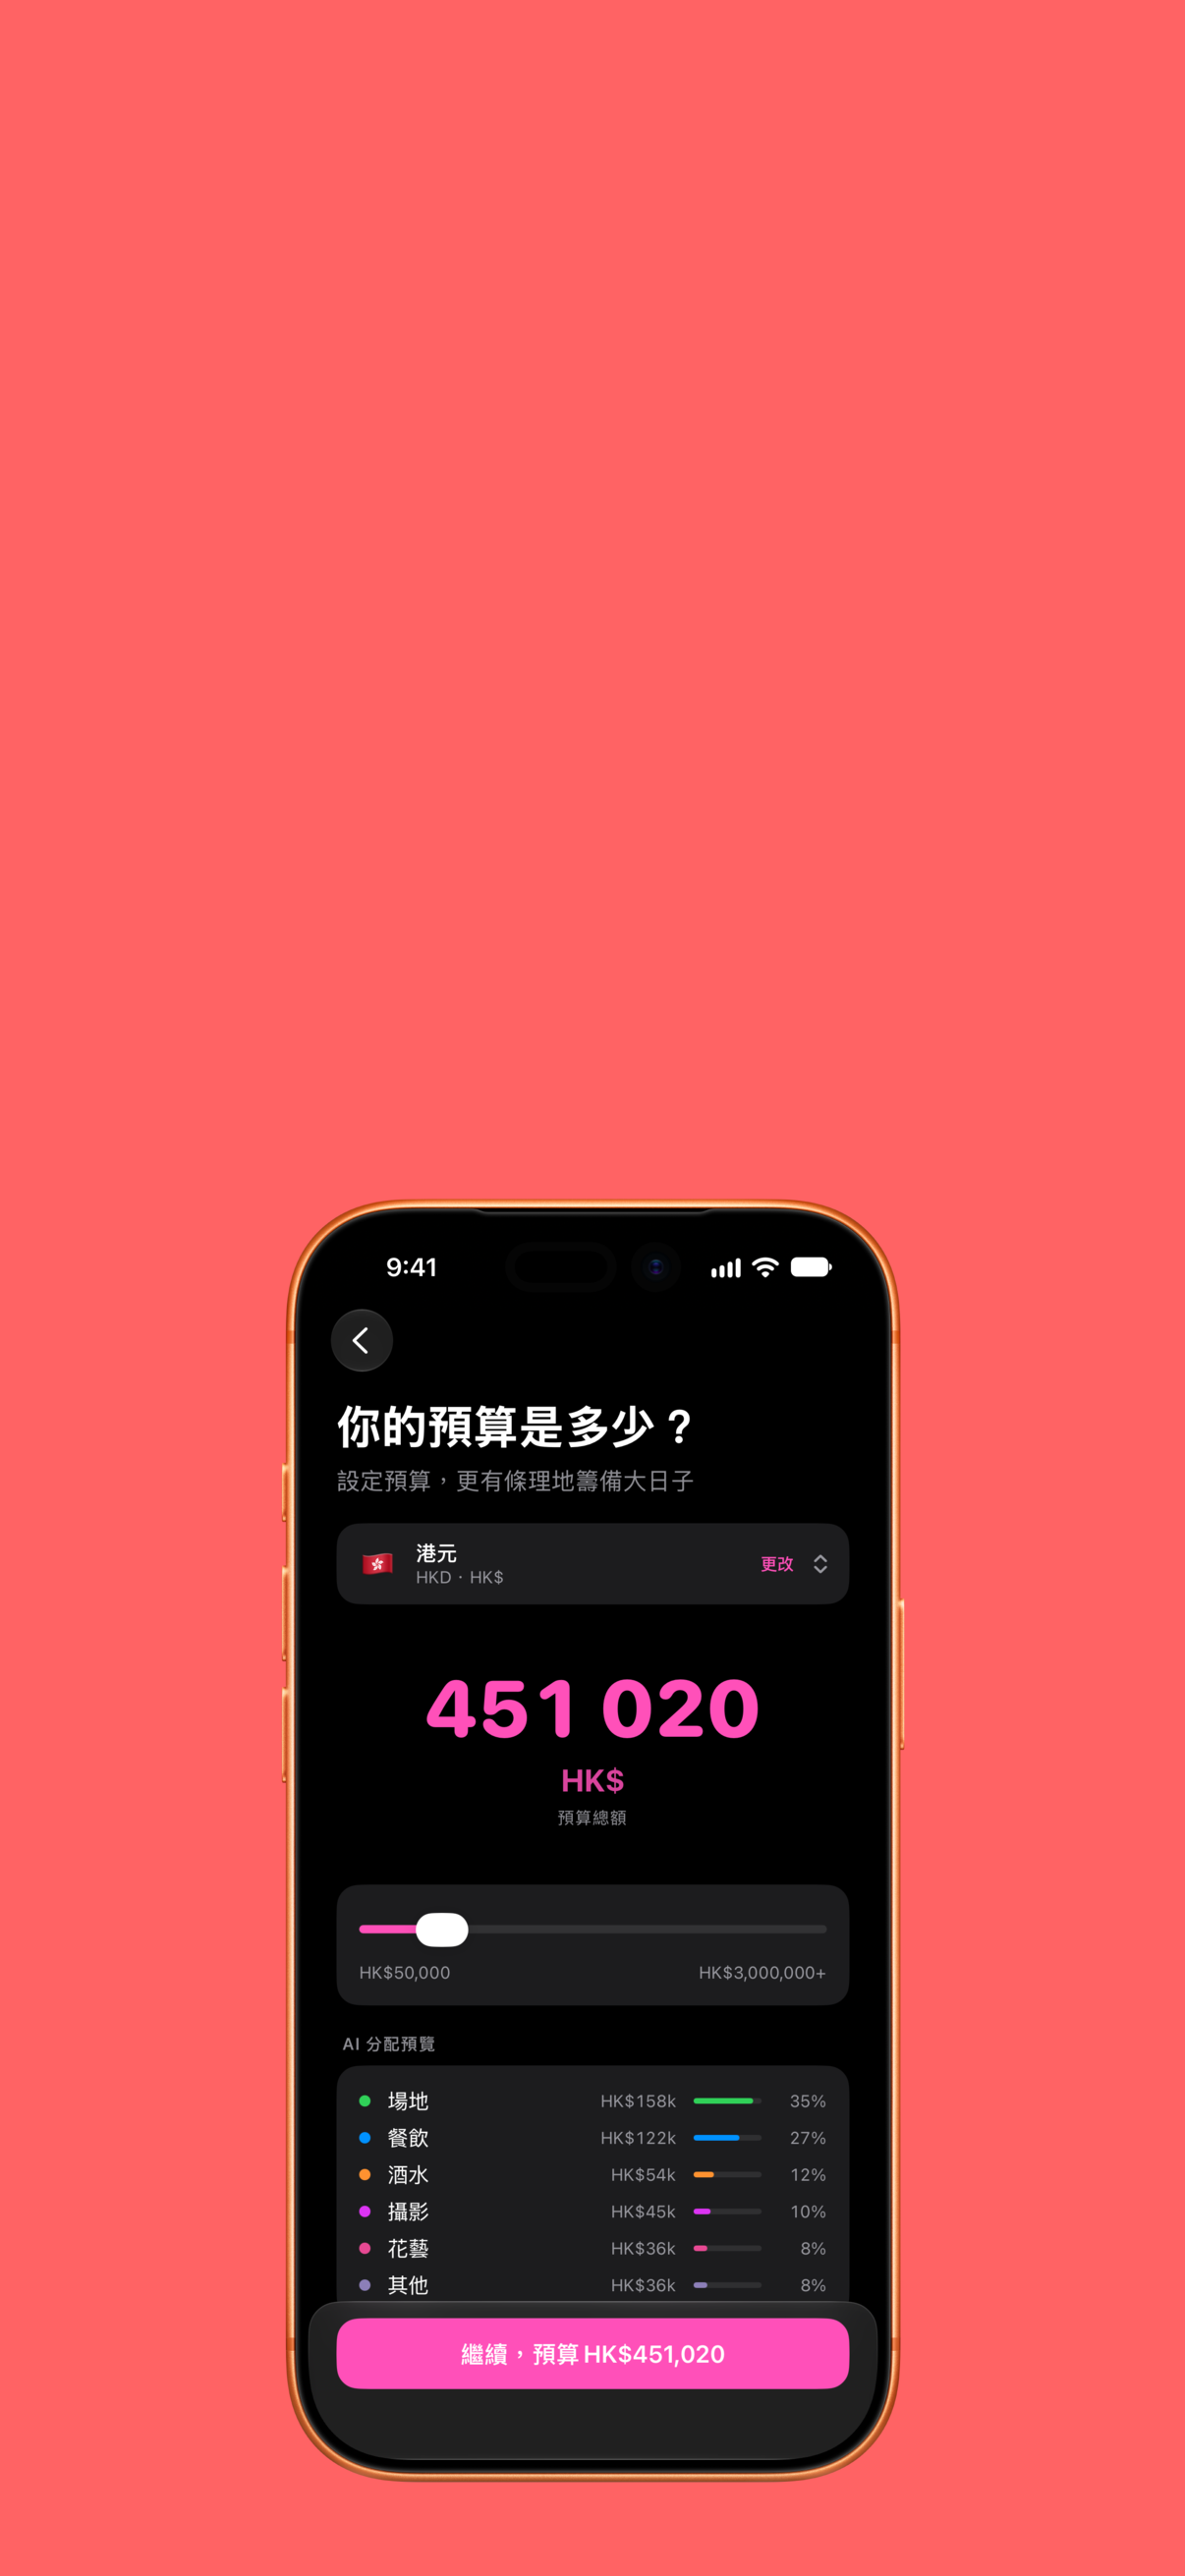 9:41
你的預算是多少？
設定預算，更有條理地籌備大日子
港元
HKD · HK$
更改
451 020
HK$
預算總額
HK$50,000
HK$3,000,000+
AI 分配預覽
場地 HK$158k 35%
餐飲 HK$122k 27%
酒水 HK$54k 12%
攝影 HK$45k 10%
花藝 HK$36k 8%
其他 HK$36k 8%
繼續，預算 HK$451,020